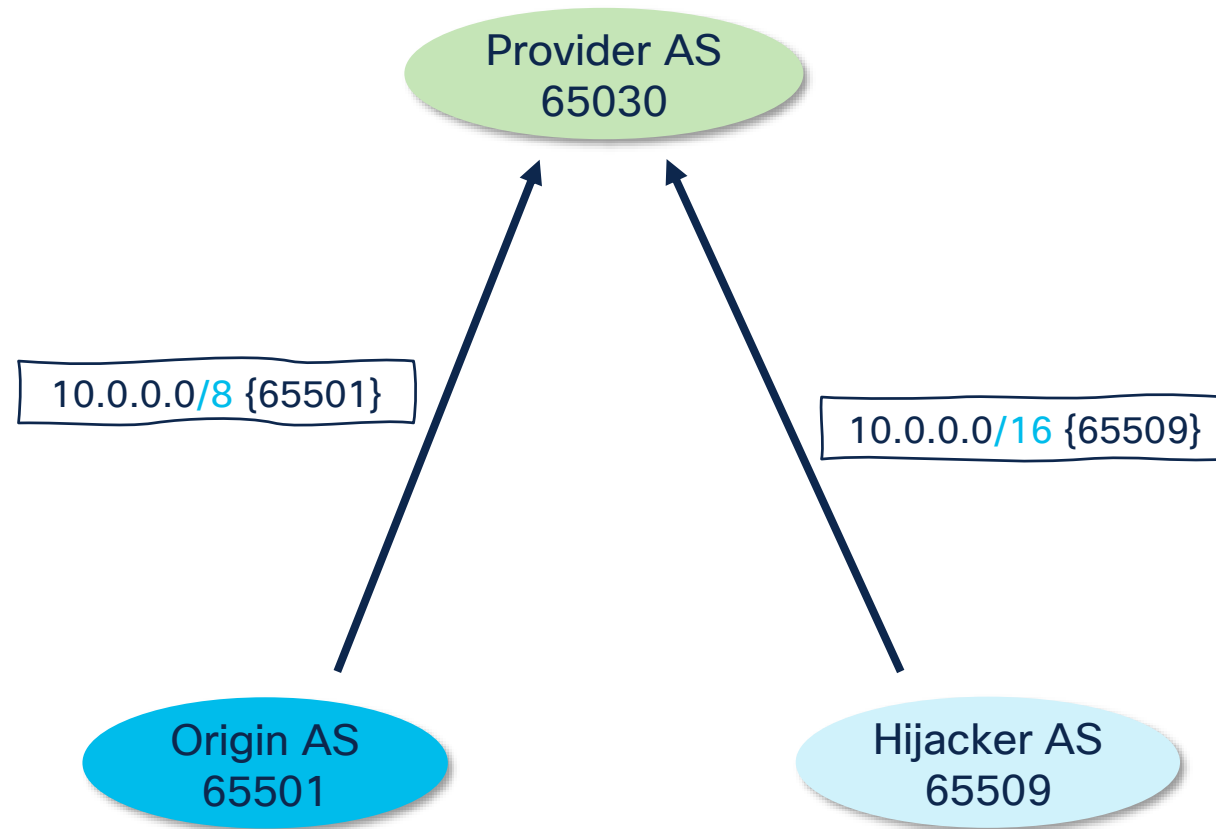 Provider AS
65030
10.0.0.0/8 {65501}
10.0.0.0/16 {65509}
Origin AS
65501
Hijacker AS
65509